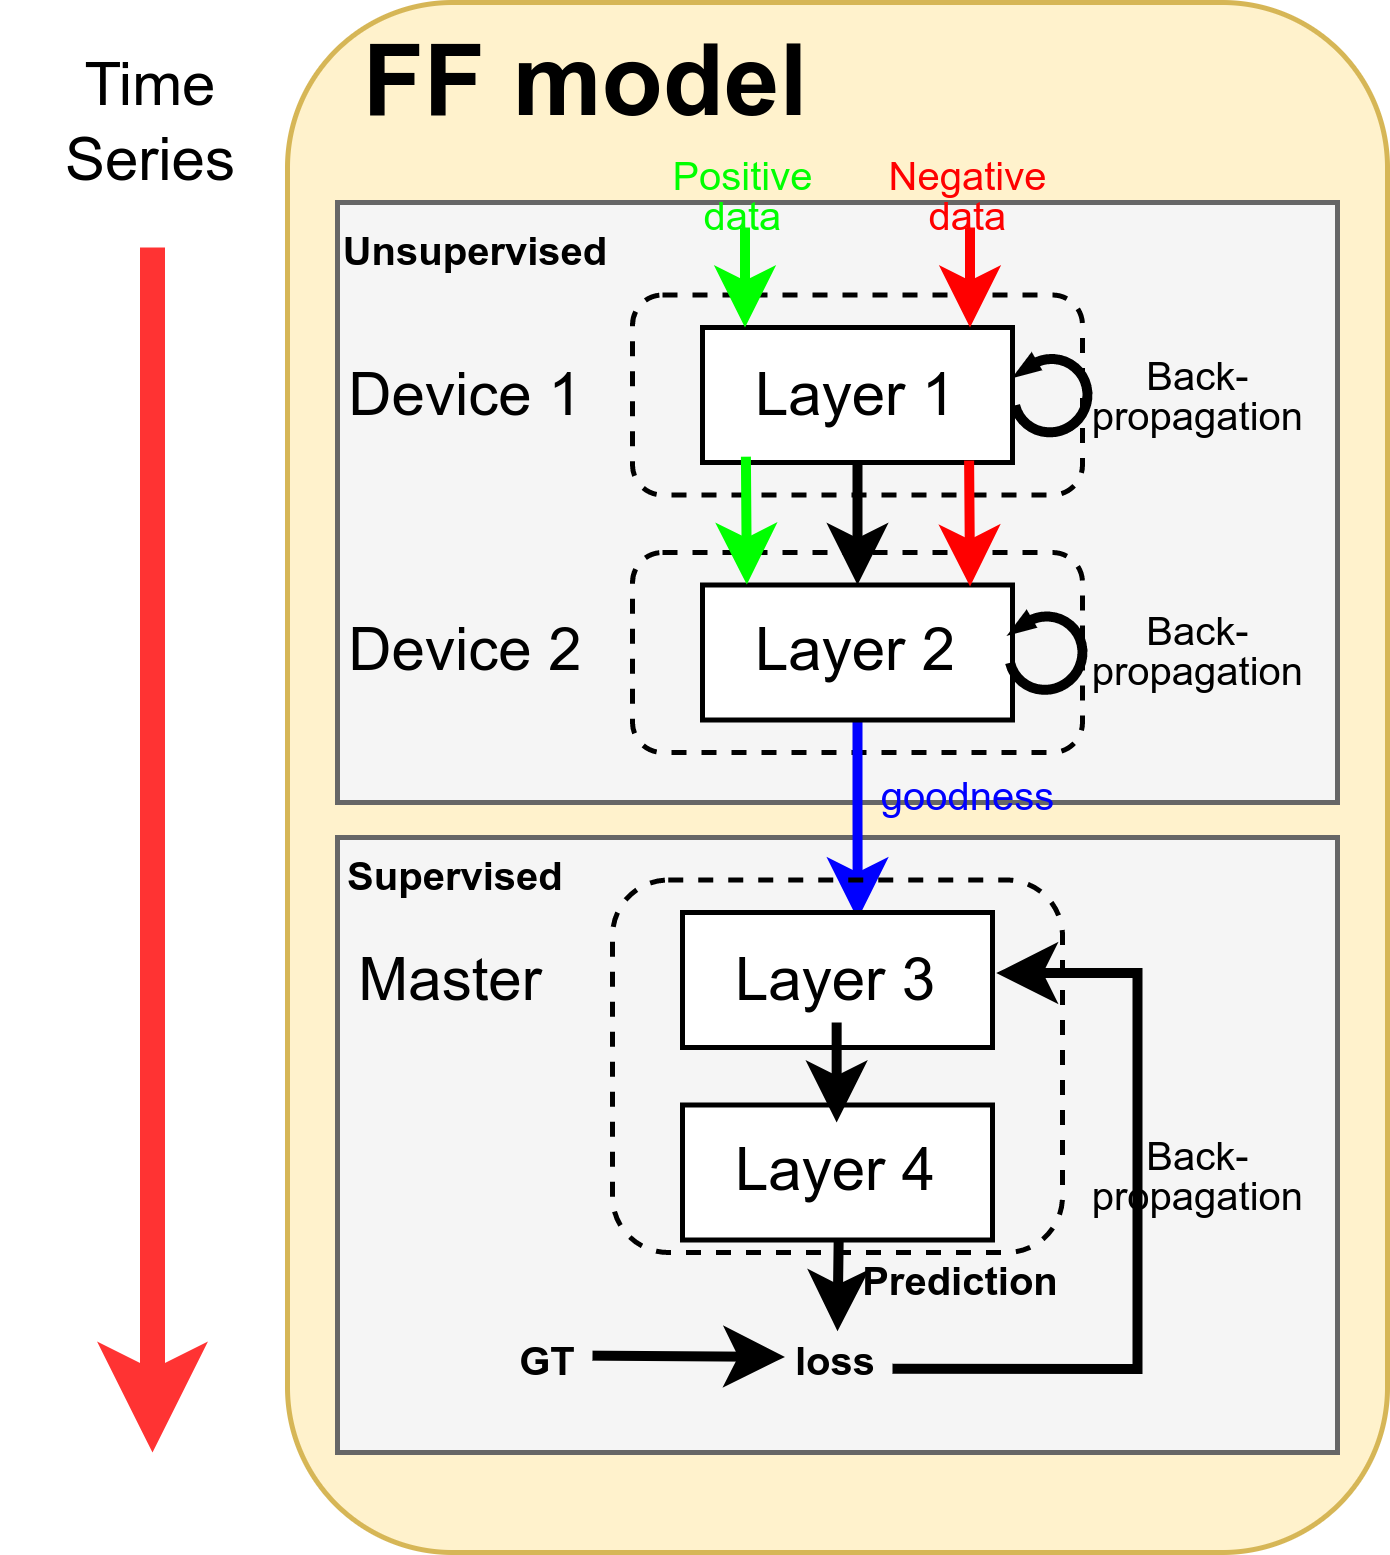 Time
Series
FF model
Positive
data
Negative
data
Unsupervised
Device 1
Layer 1
Back-
propagation
Device 2
Layer 2
Back-
propagation
goodness
Supervised
Master
Layer 3
Layer 4
Back-
propagation
Prediction
GT
loss